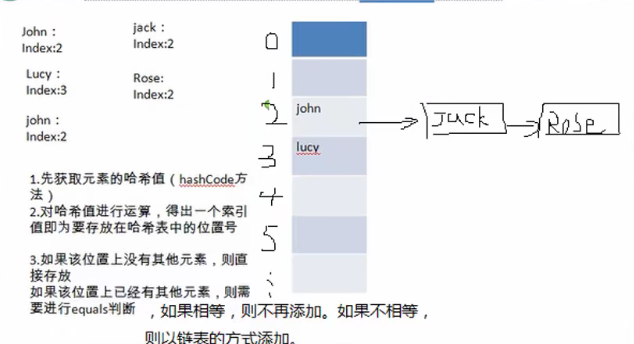 John：
Index:2
jack：
Index:2
Lucy：
Index:3
Rose:
Index:2
john：
Index:2
0
1
2 john
Jack
Rose
3 lucy
4
5
1.先获取元素的哈希值（hashCode方
法）
2.对哈希值进行运算，得出一个索引
值即为要存放在哈希表中的位置号
3.如果该位置上没有其他元素，则直
接存放
如果该位置上已经有其他元素，则需
要进行equals判断，如果相等，则不再添加。如果不相等，
则以链表的方式添加。